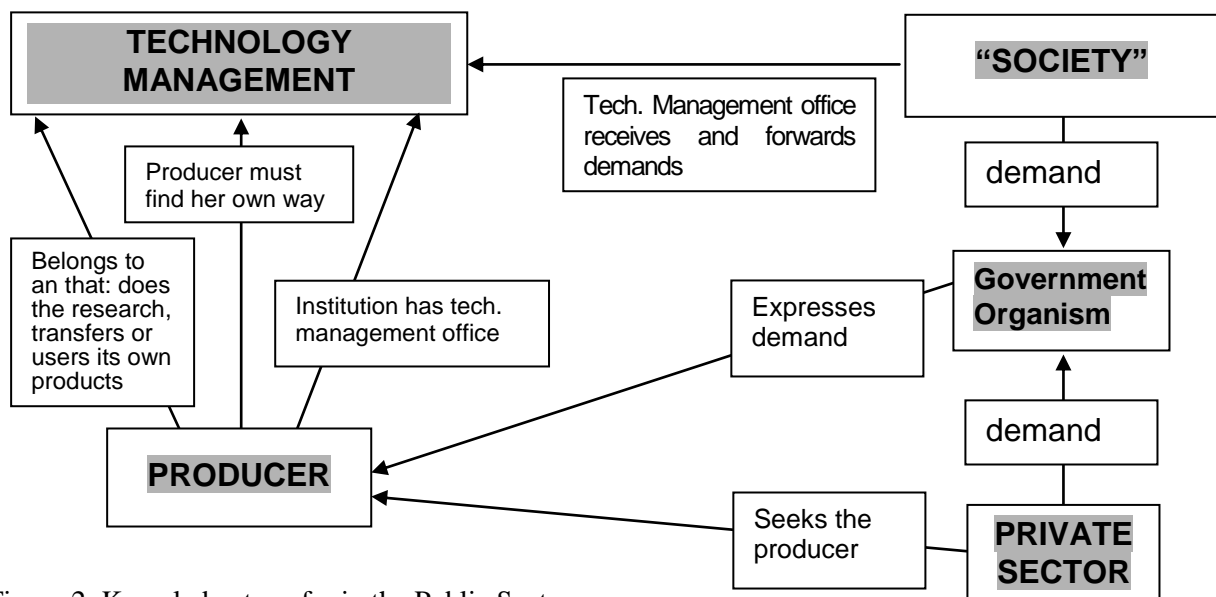 TECHNOLOGY
MANAGEMENT
“SOCIETY”
Tech. Management office
receives and forwards
demands
demand
Producer must
find her own way
Belongs to
an that: does
the research,
transfers or
users its own
products
Institution has tech.
management office
Expresses
demand
Government
Organism
demand
PRODUCER
Seeks the
producer
PRIVATE
SECTOR